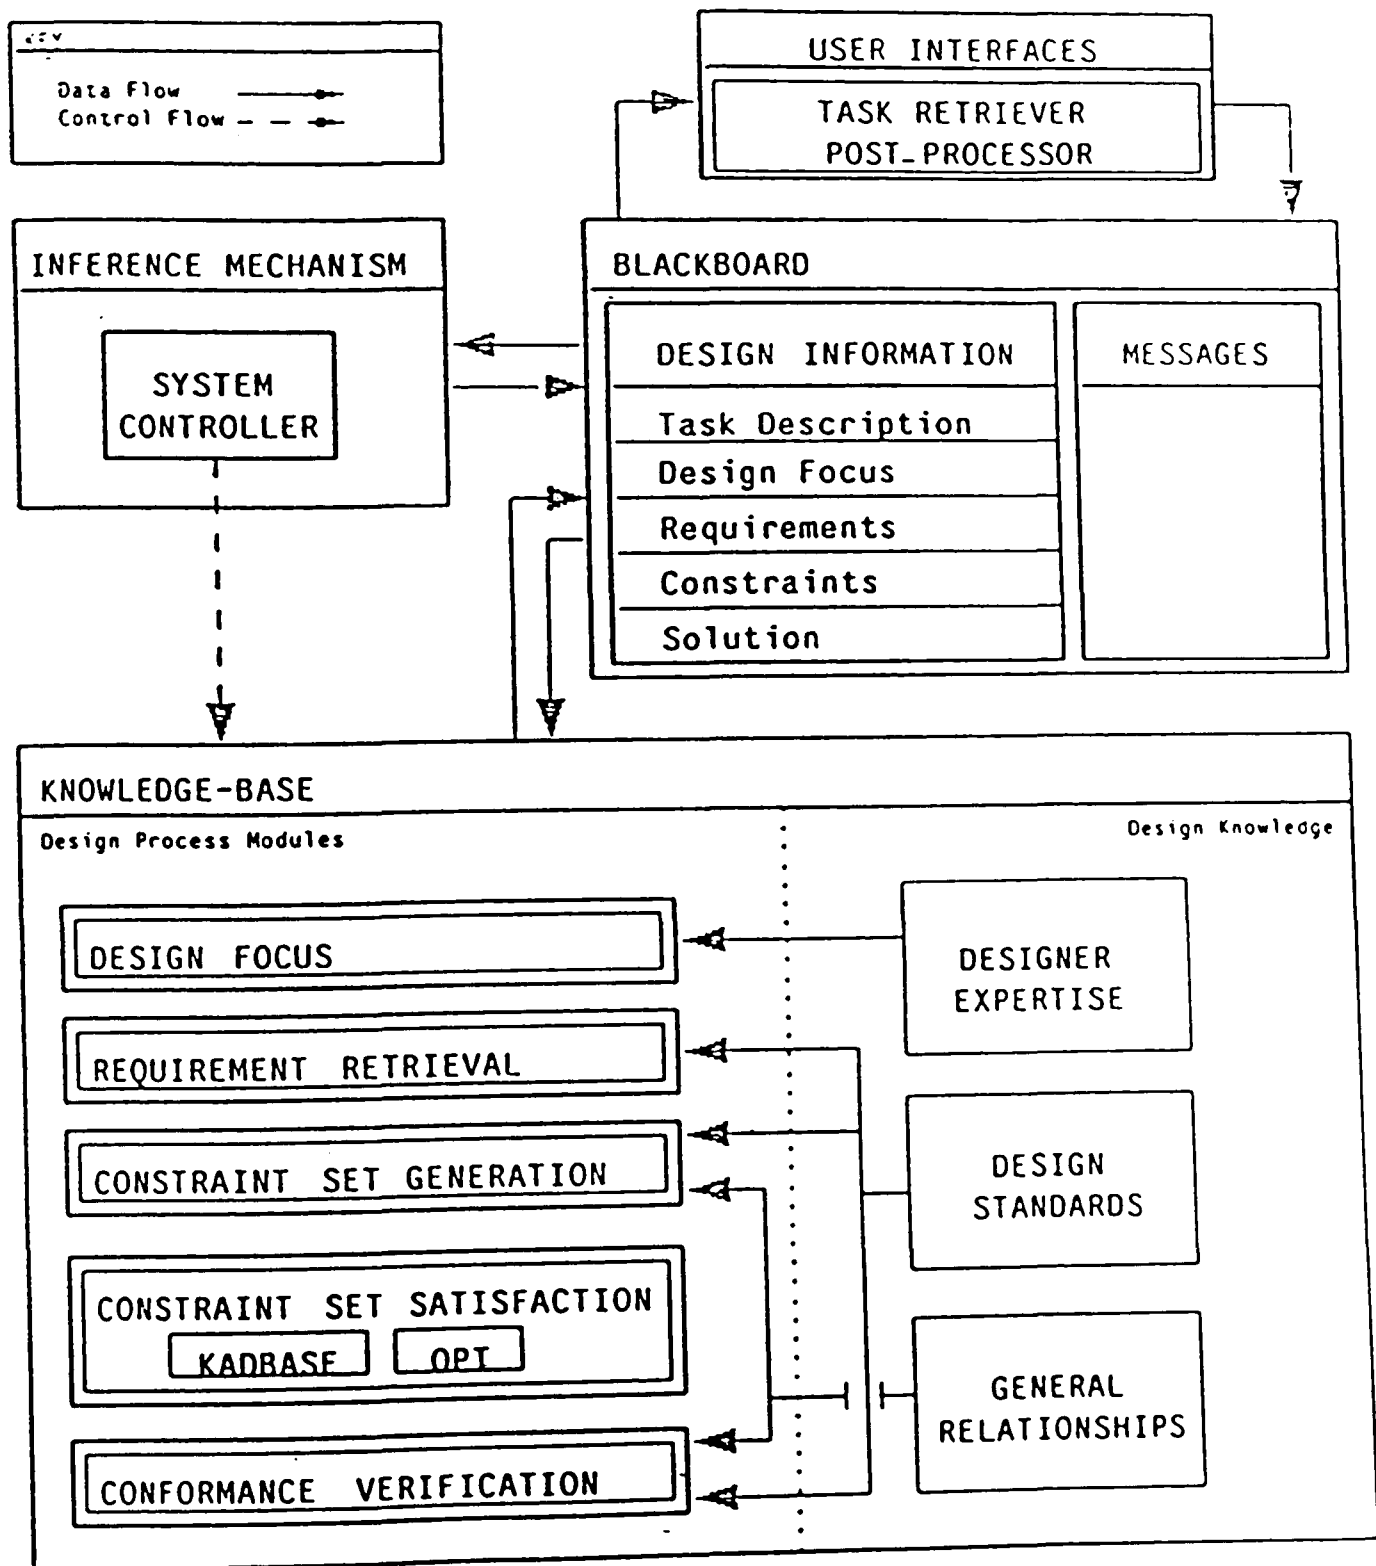 Data Flow
Control Flow
USER INTERFACES
TASK RETRIEVER
POST_PROCESSOR
INFERENCE MECHANISM
SYSTEM
CONTROLLER
BLACKBOARD
DESIGN INFORMATION
Task Description
Design Focus
Requirements
Constraints
Solution
MESSAGES
KNOWLEDGE-BASE
Design Process Modules
Design Knowledge
DESIGN FOCUS
REQUIREMENT RETRIEVAL
CONSTRAINT SET GENERATION
CONSTRAINT SET SATISFACTION
KADBASE
OPT
CONFORMANCE VERIFICATION
DESIGNER
EXPERTISE
DESIGN
STANDARDS
GENERAL
RELATIONSHIPS